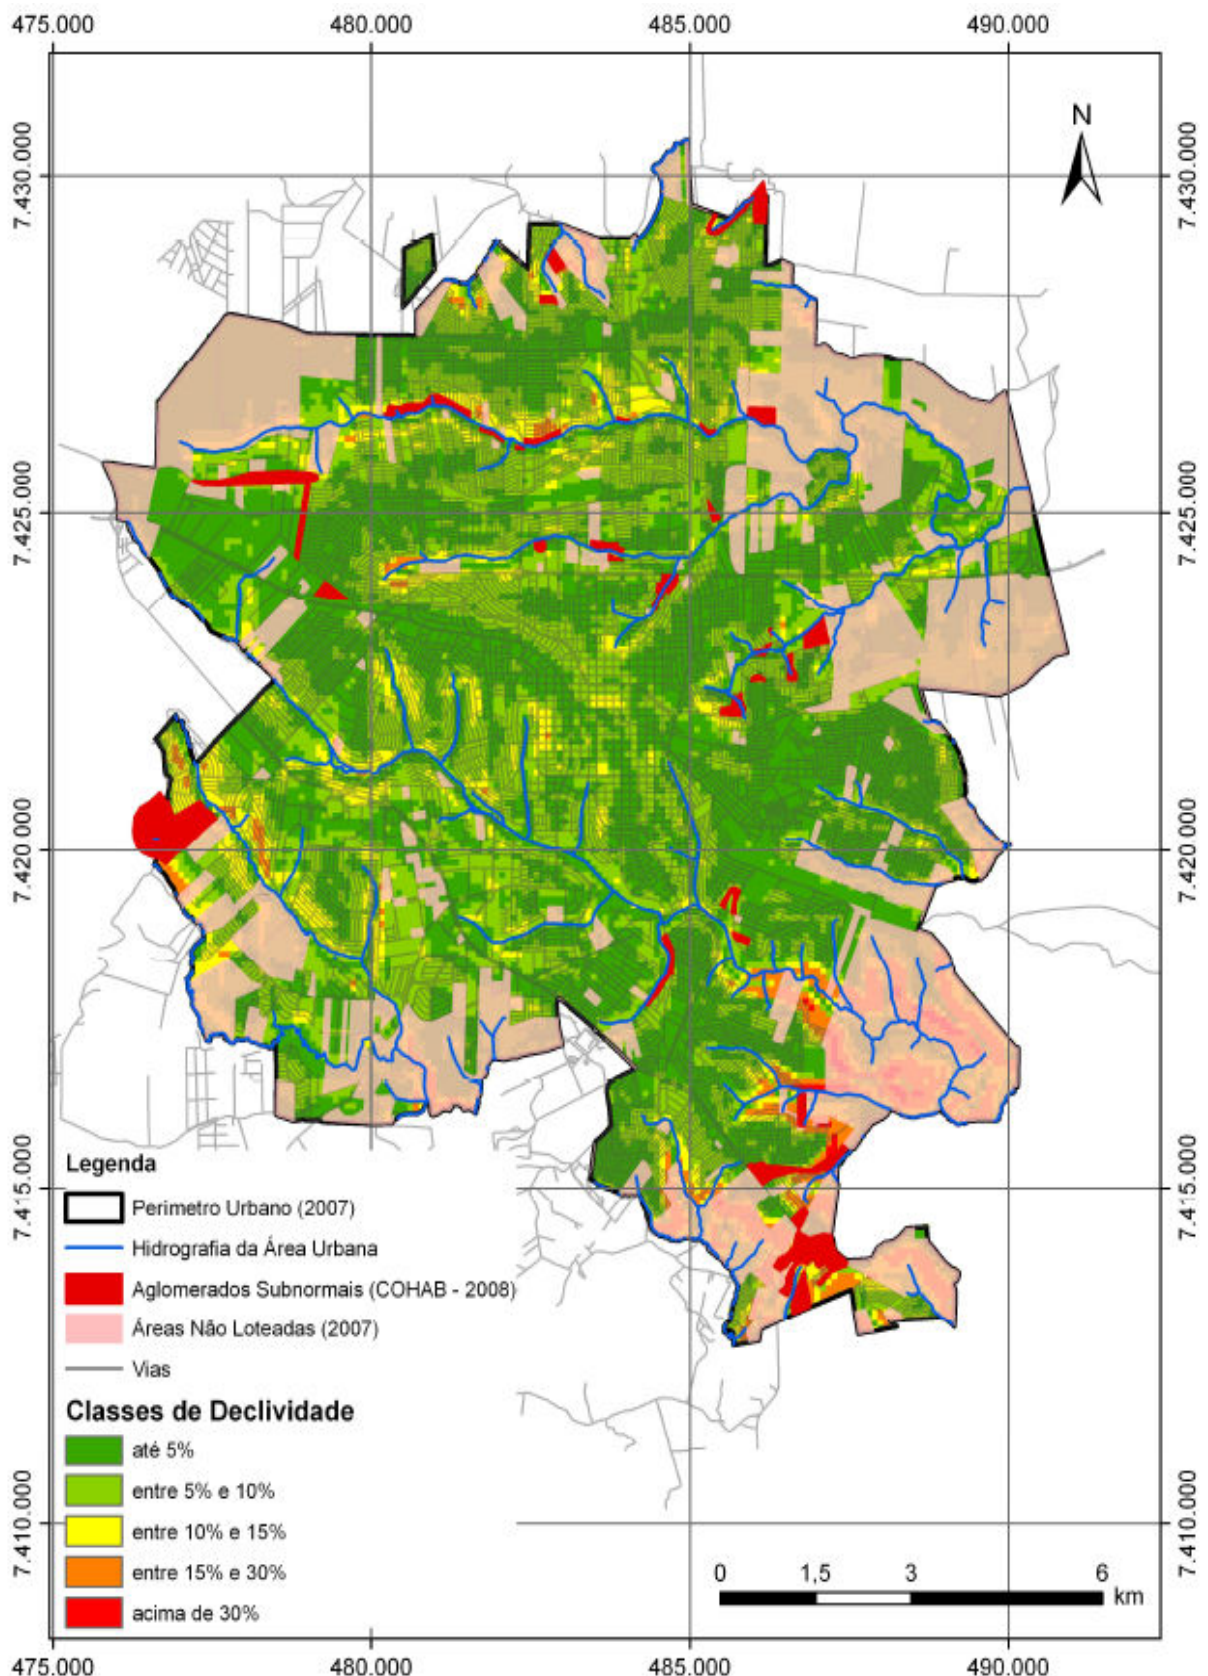 475.000 480.000 485.000 490.000
N
7.430.000 7.430.000
7.425.000 7.425.000
7.420 000 7.420 000
7.415.000 7.415.000
7.410.000 7.410.000
Legenda
Perimetro Urbano (2007)
Hidrografia da Área Urbana
Aglomerados Subnormais (COHAB - 2008)
Áreas Não Loteadas (2007)
Vias
Classes de Declividade
até 5%
entre 5% e 10%
entre 10% e 15%
entre 15% e 30%
acima de 30%
0 1,5 3 6
km
475.000 480.000 485.000 490.000